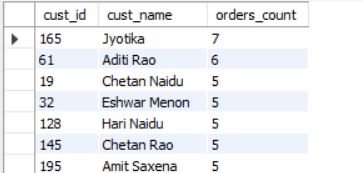 cust_id cust_name orders_count
165 Jyotika 7
61 Aditi Rao 6
19 Chetan Naidu 5
32 Eshwar Menon 5
128 Hari Naidu 5
145 Chetan Rao 5
195 Amit Saxena 5